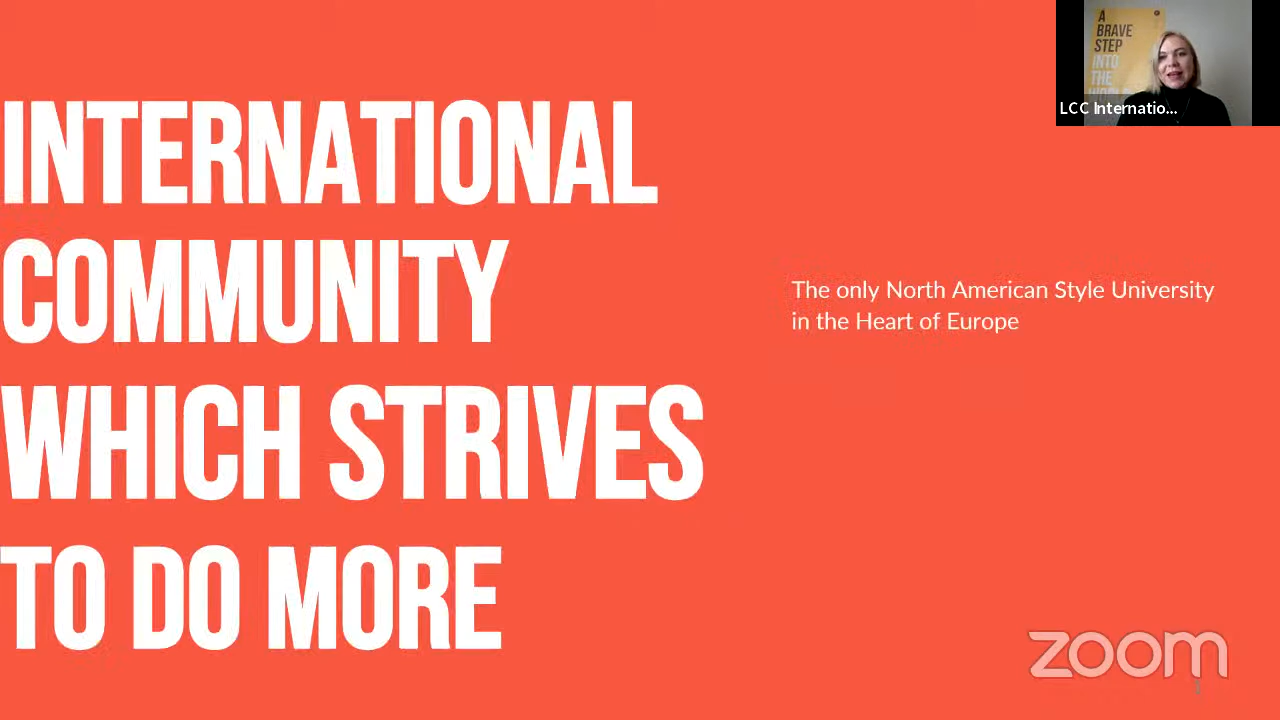 INTERNATIONAL
COMMUNITY
WHICH STRIVES
TO DO MORE
The only North American Style University
in the Heart of Europe
A
BRAVE
STEP
INTO
THE
WORLD
LCC Internatio...
zoom